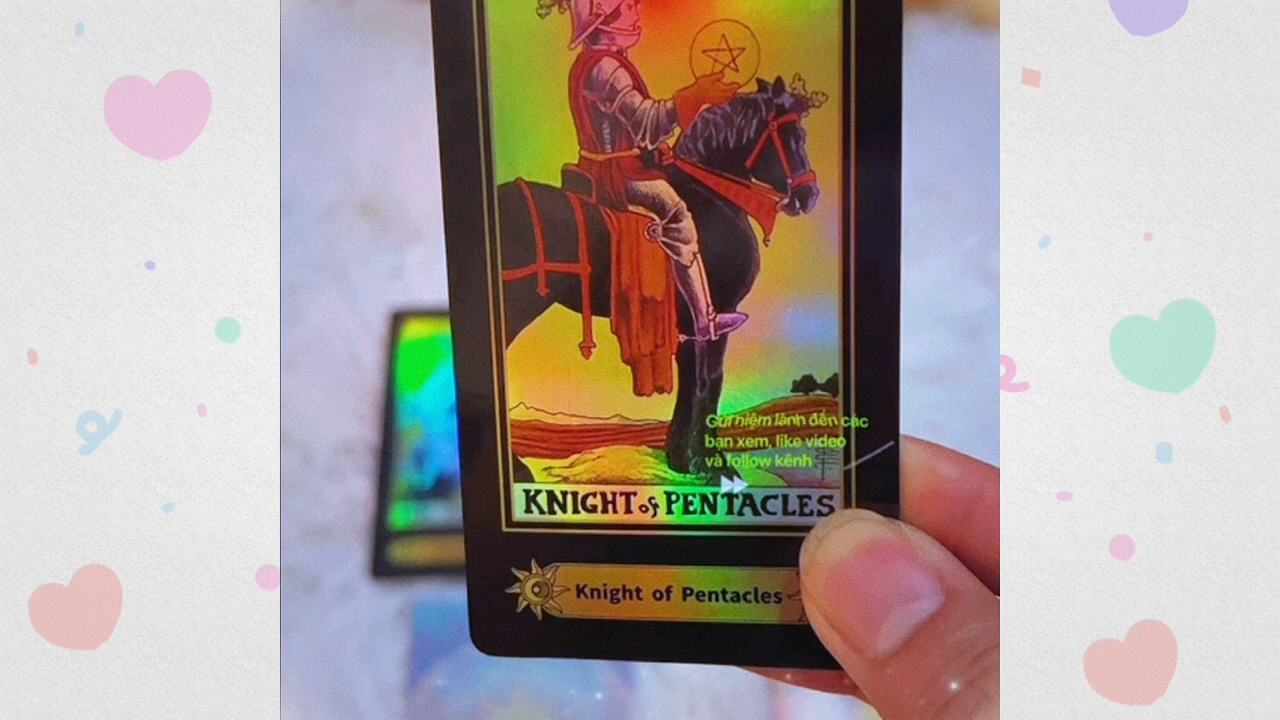 Gửi niệm lành đến các
bạn xem, like video
và follow kênh
KNIGHT of PENTACLES
Knight of Pentacles